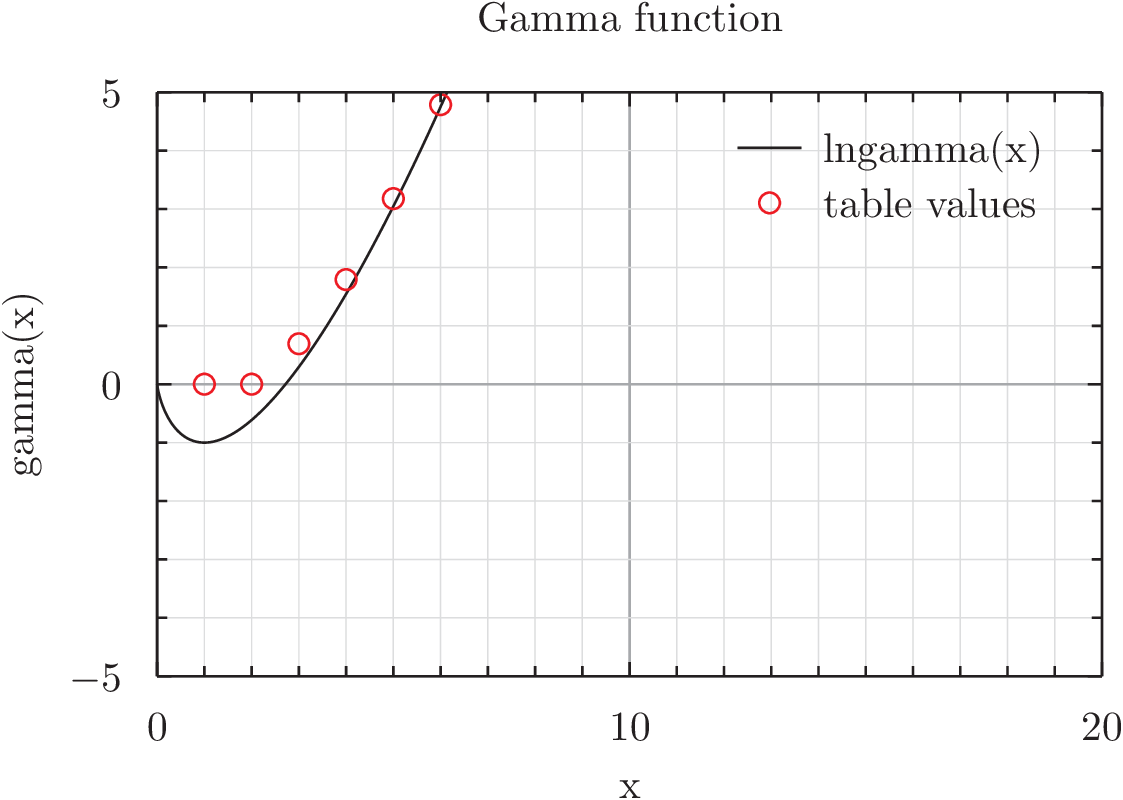 Gamma function
5
lngamma(x)
table values
gamma(x)
0
−5
0 10 20
x